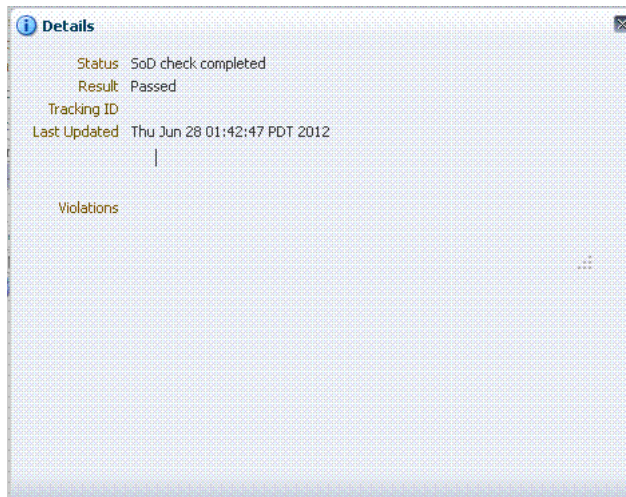 Details
Status SoD check completed
Result Passed
Tracking ID
Last Updated Thu Jun 28 01:42:47 PDT 2012
Violations